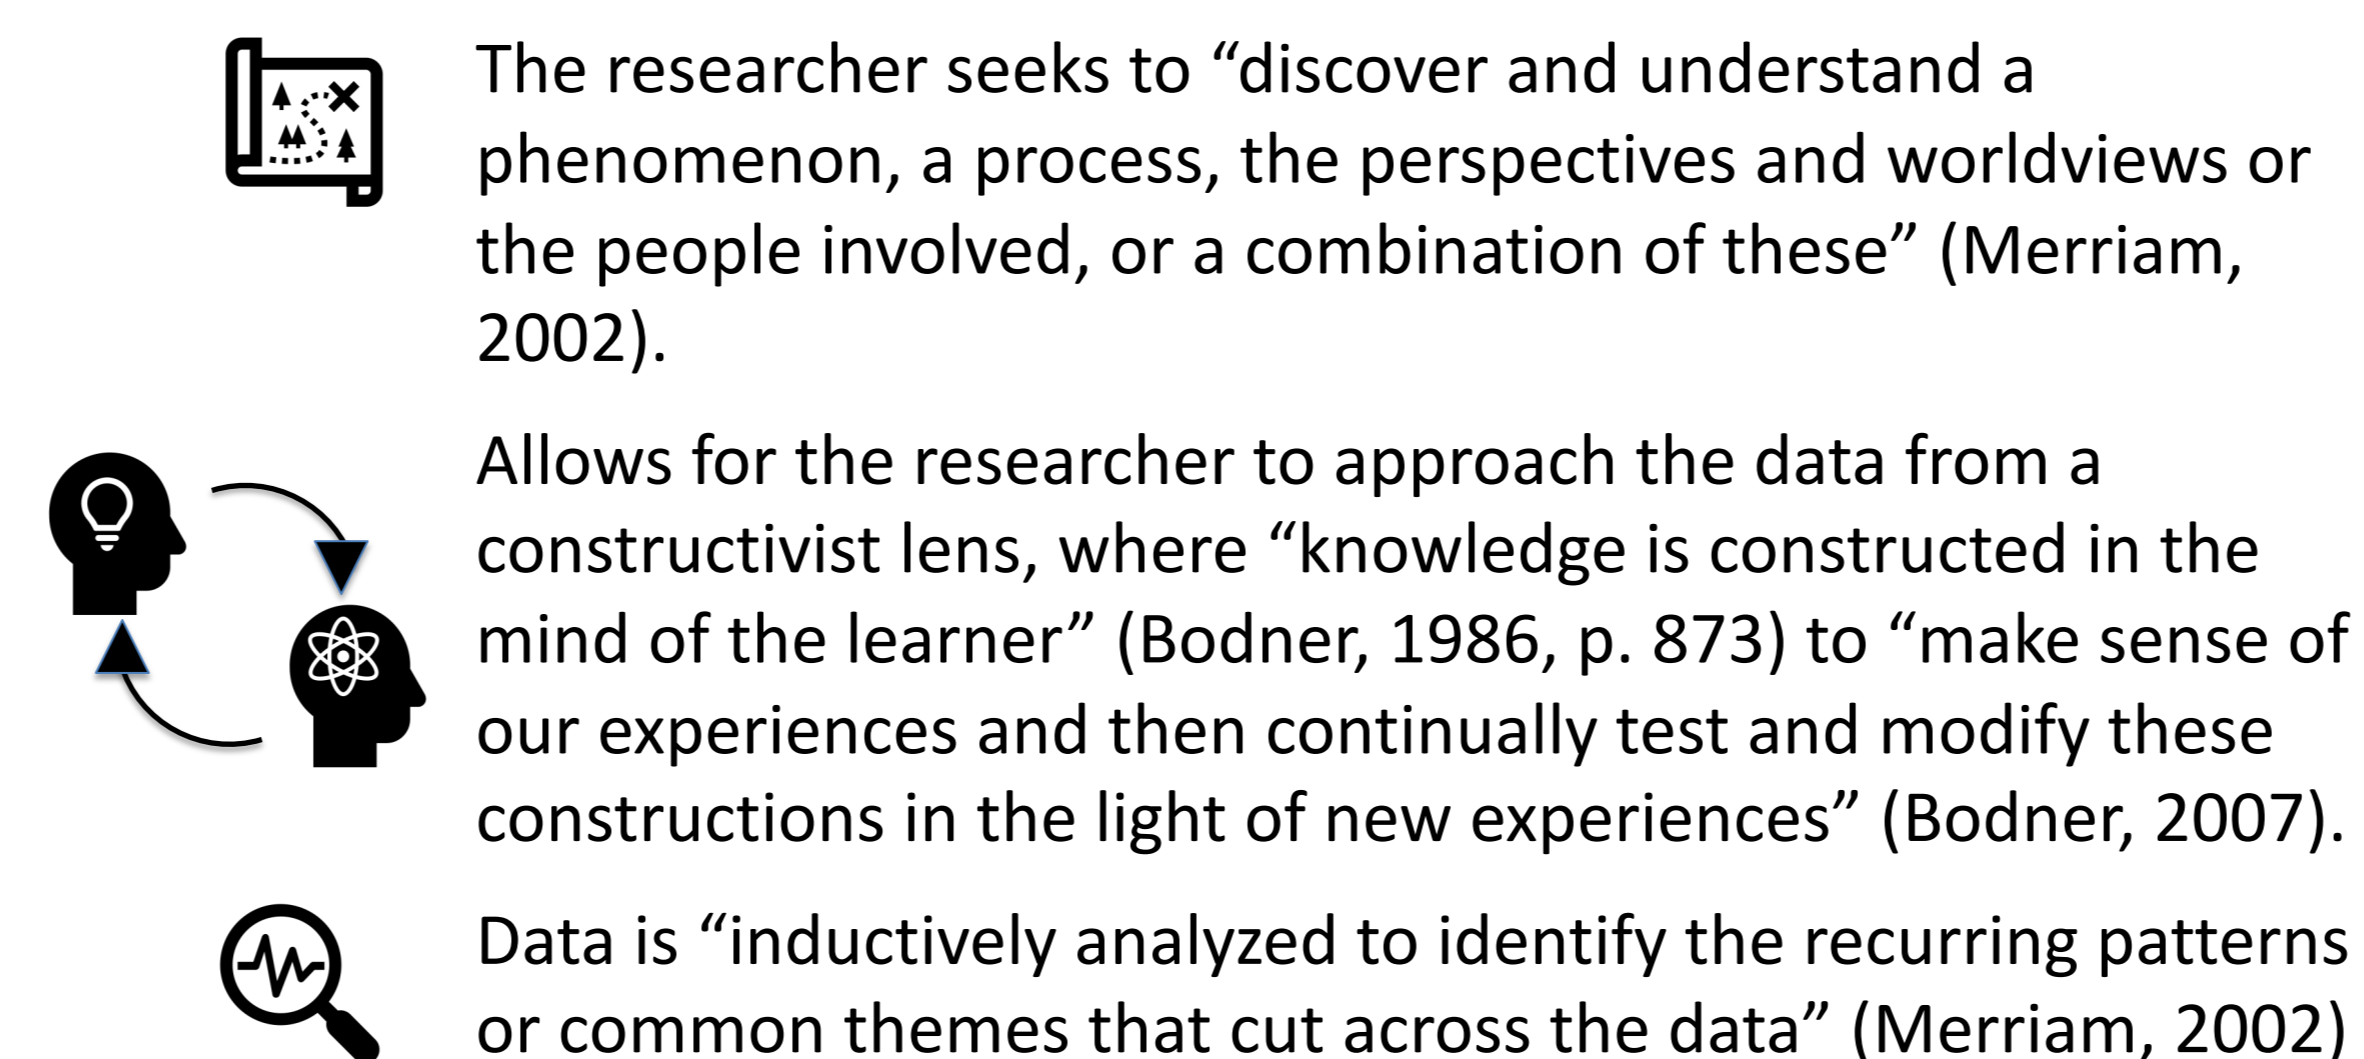 The researcher seeks to “discover and understand a
phenomenon, a process, the perspectives and worldviews or
the people involved, or a combination of these” (Merriam,
2002).
Allows for the researcher to approach the data from a
constructivist lens, where “knowledge is constructed in the
mind of the learner” (Bodner, 1986, p. 873) to “make sense of
our experiences and then continually test and modify these
constructions in the light of new experiences” (Bodner, 2007).
Data is “inductively analyzed to identify the recurring patterns
or common themes that cut across the data” (Merriam, 2002)